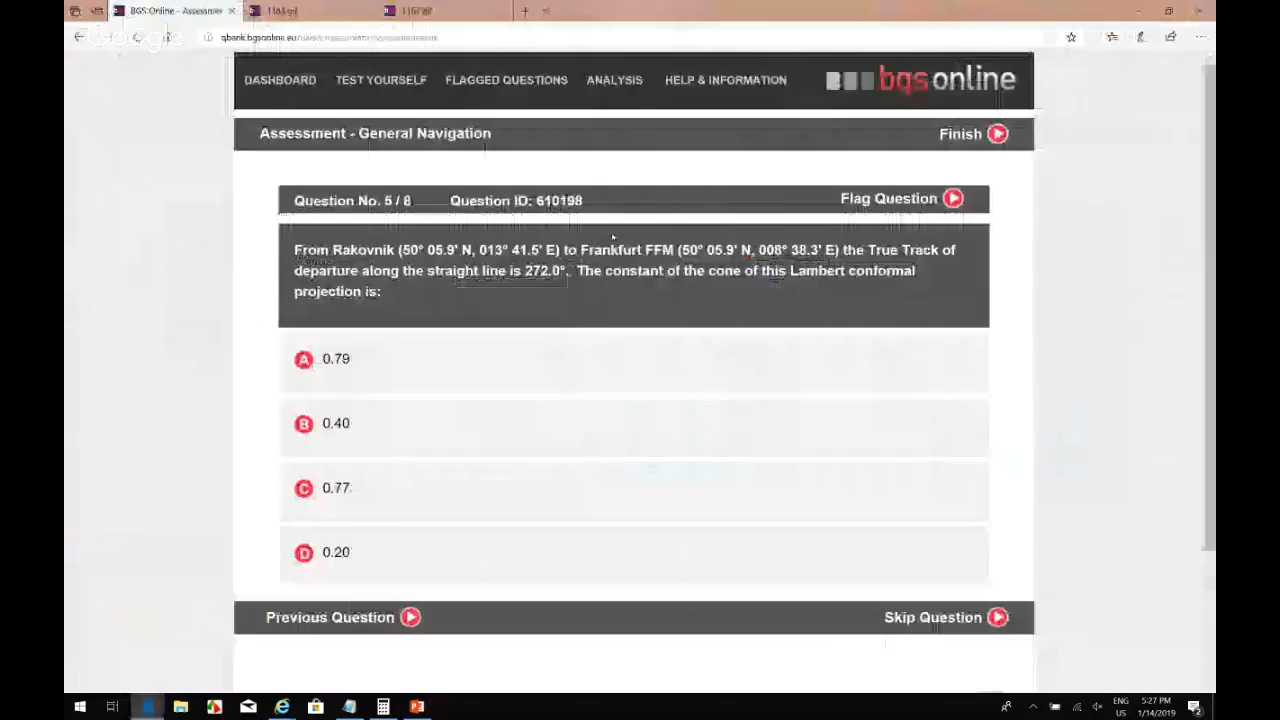 BGS Online - Assessmen
qbank.bgsonline.eu
DASHBOARD TEST YOURSELF FLAGGED QUESTIONS ANALYSIS HELP & INFORMATION bgsonline
Assessment - General Navigation Finish
Question No. 5 / 8 Question ID: 610198 Flag Question
From Rakovnik (50° 05.9' N, 013° 41.5' E) to Frankfurt FFM (50° 05.9' N, 008° 38.3' E) the True Track of
departure along the straight line is 272.0°. The constant of the cone of this Lambert conformal
projection is:
A 0.79
B 0.40
C 0.77
D 0.20
Previous Question Skip Question
ENG 5:27 PM
US 1/14/2019